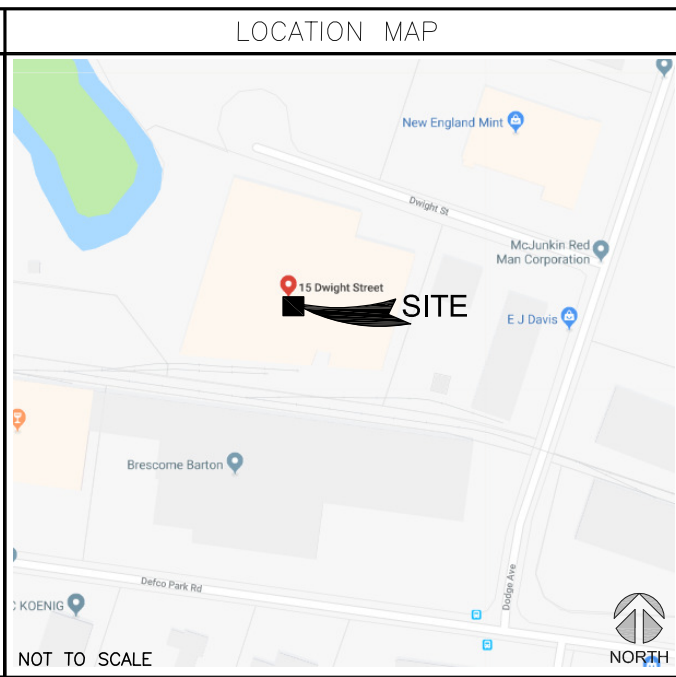 LOCATION MAP
New England Mint
Dwight St
McJunkin Red
Man Corporation
15 Dwight Street
SITE
E J Davis
Brescome Barton
Defco Park Rd
Dodge Ave
KOENIG
NOT TO SCALE
NORTH